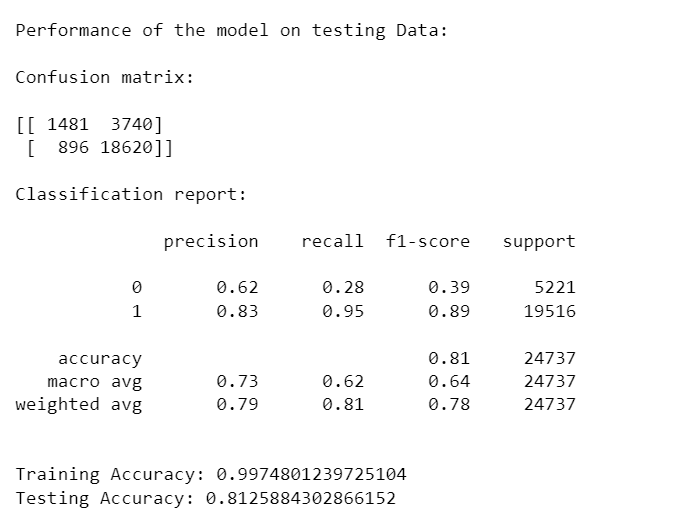 Performance of the model on testing Data:
Confusion matrix:
[[ 1481  3740]
 [  896 18620]]
Classification report:
precision    recall  f1-score   support
0       0.62      0.28      0.39      5221
1       0.83      0.95      0.89     19516
accuracy                           0.81     24737
macro avg       0.73      0.62      0.64     24737
weighted avg       0.79      0.81      0.78     24737
Training Accuracy: 0.9974801239725104
Testing Accuracy: 0.8125884302866152